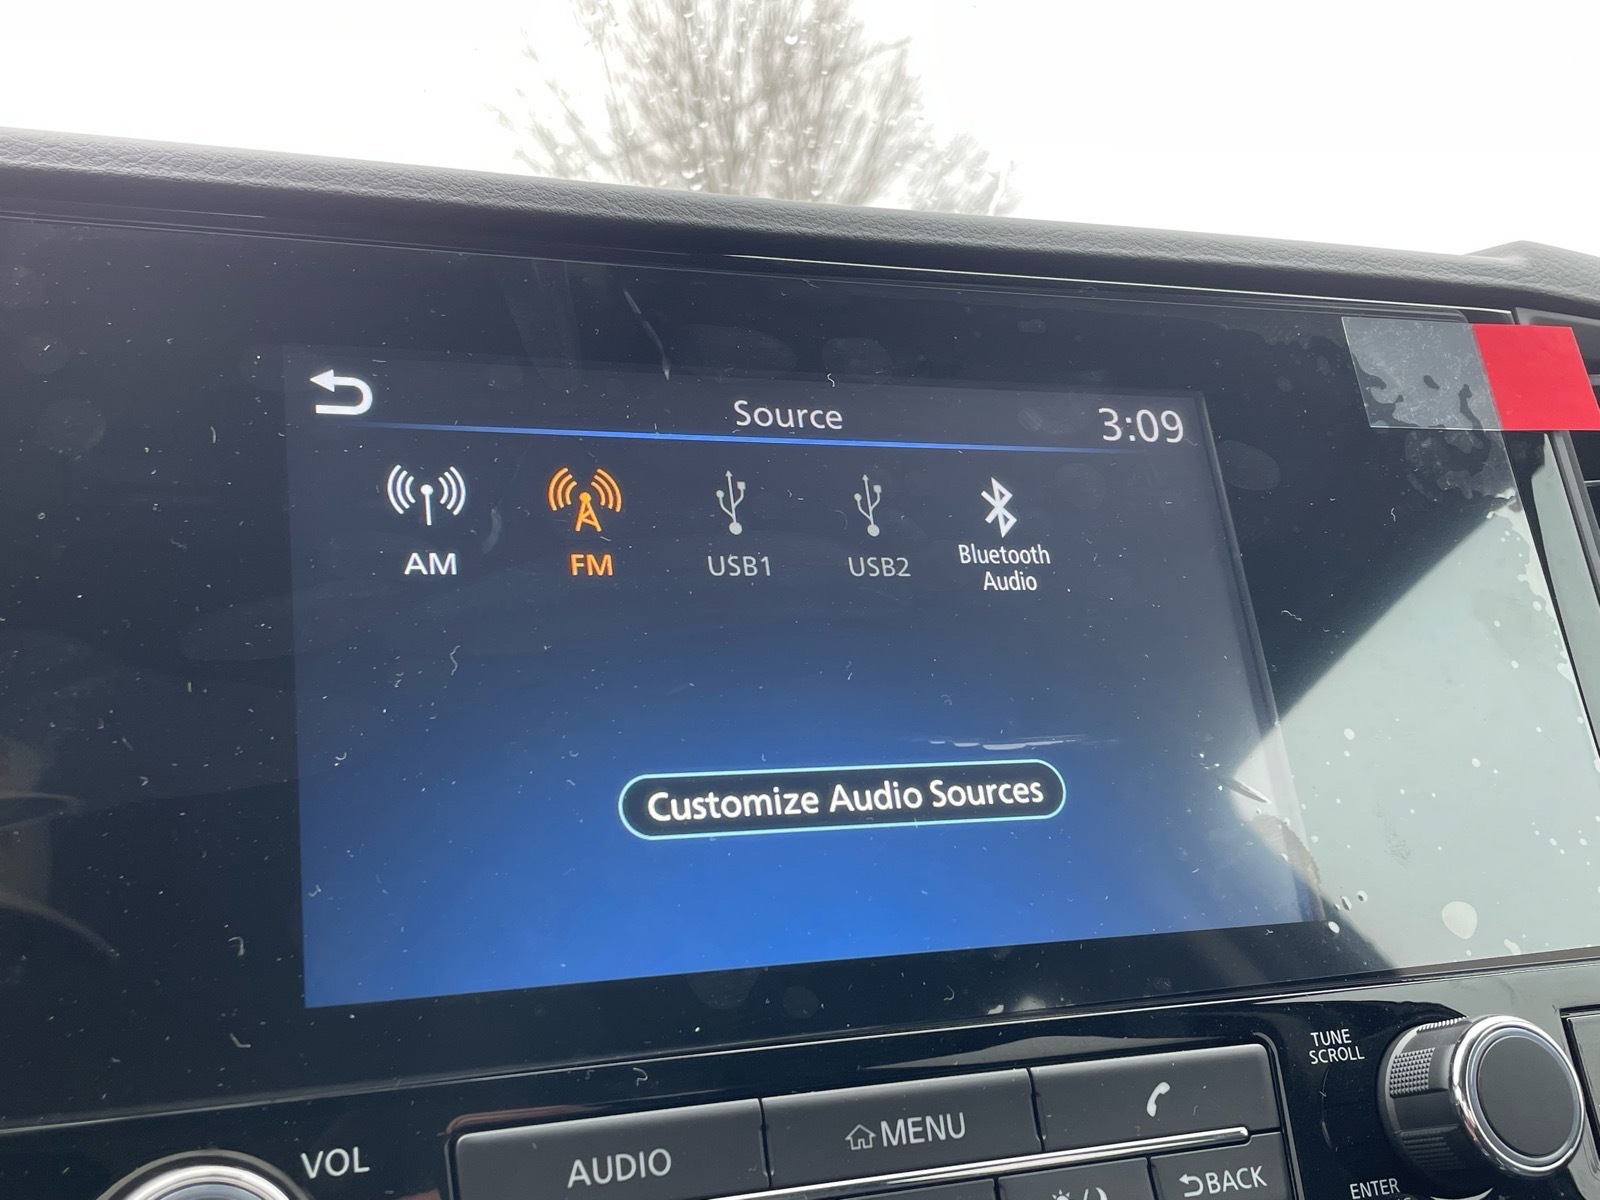 Source
3:09
AM
FM
USB1
USB2
Bluetooth
Audio
Customize Audio Sources
TUNE
SCROLL
VOL
AUDIO
MENU
BACK
ENTER